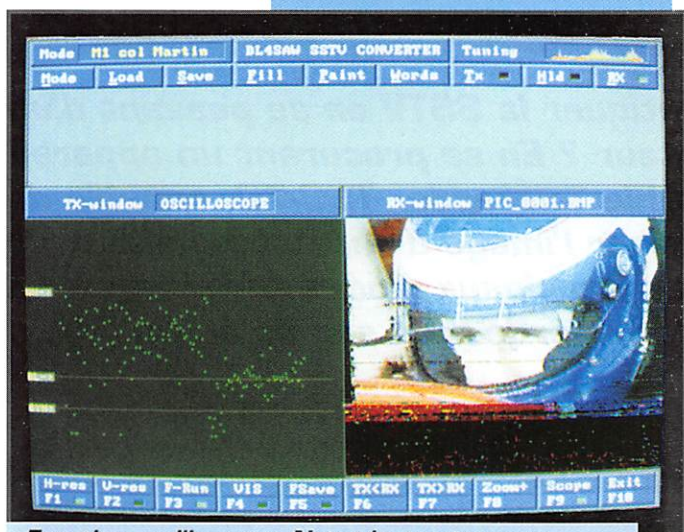 Mode M1 col Martin BL4SAW SSTV CONVERTER Tuning
Mode Load Save Fill Paint Words Tx Hld RX
TX-window OSCILLOSCOPE RX-window PIC_0001.BMP
H-res V-res F-Run VIS FSave TX<RX TX>RX Zoom+ Scope Exit
F1 F2 F3 F4 F5 F6 F7 F8 F9 F10